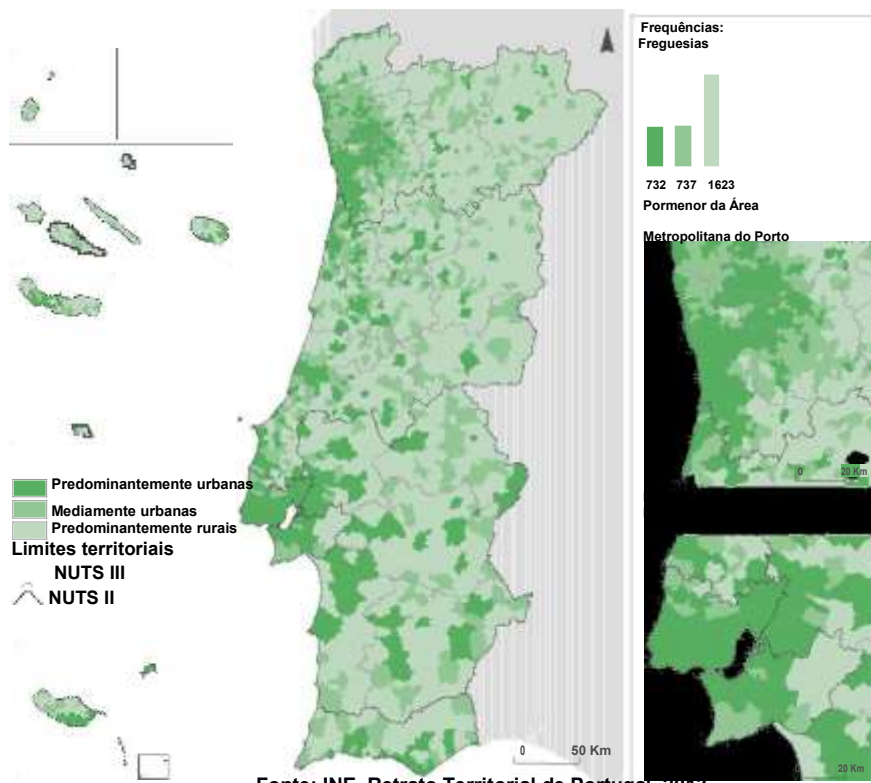 Frequências:
Freguesias
732 737 1623
Pormenor da Área
Metropolitana do Porto
0 20 Km
Predominantemente urbanas
Mediamente urbanas
Predominantemente rurais
Limites territoriais
NUTS III
NUTS II
0 50 Km
0 20 Km
Fonte: INE, Retrato Territorial de Portugal,